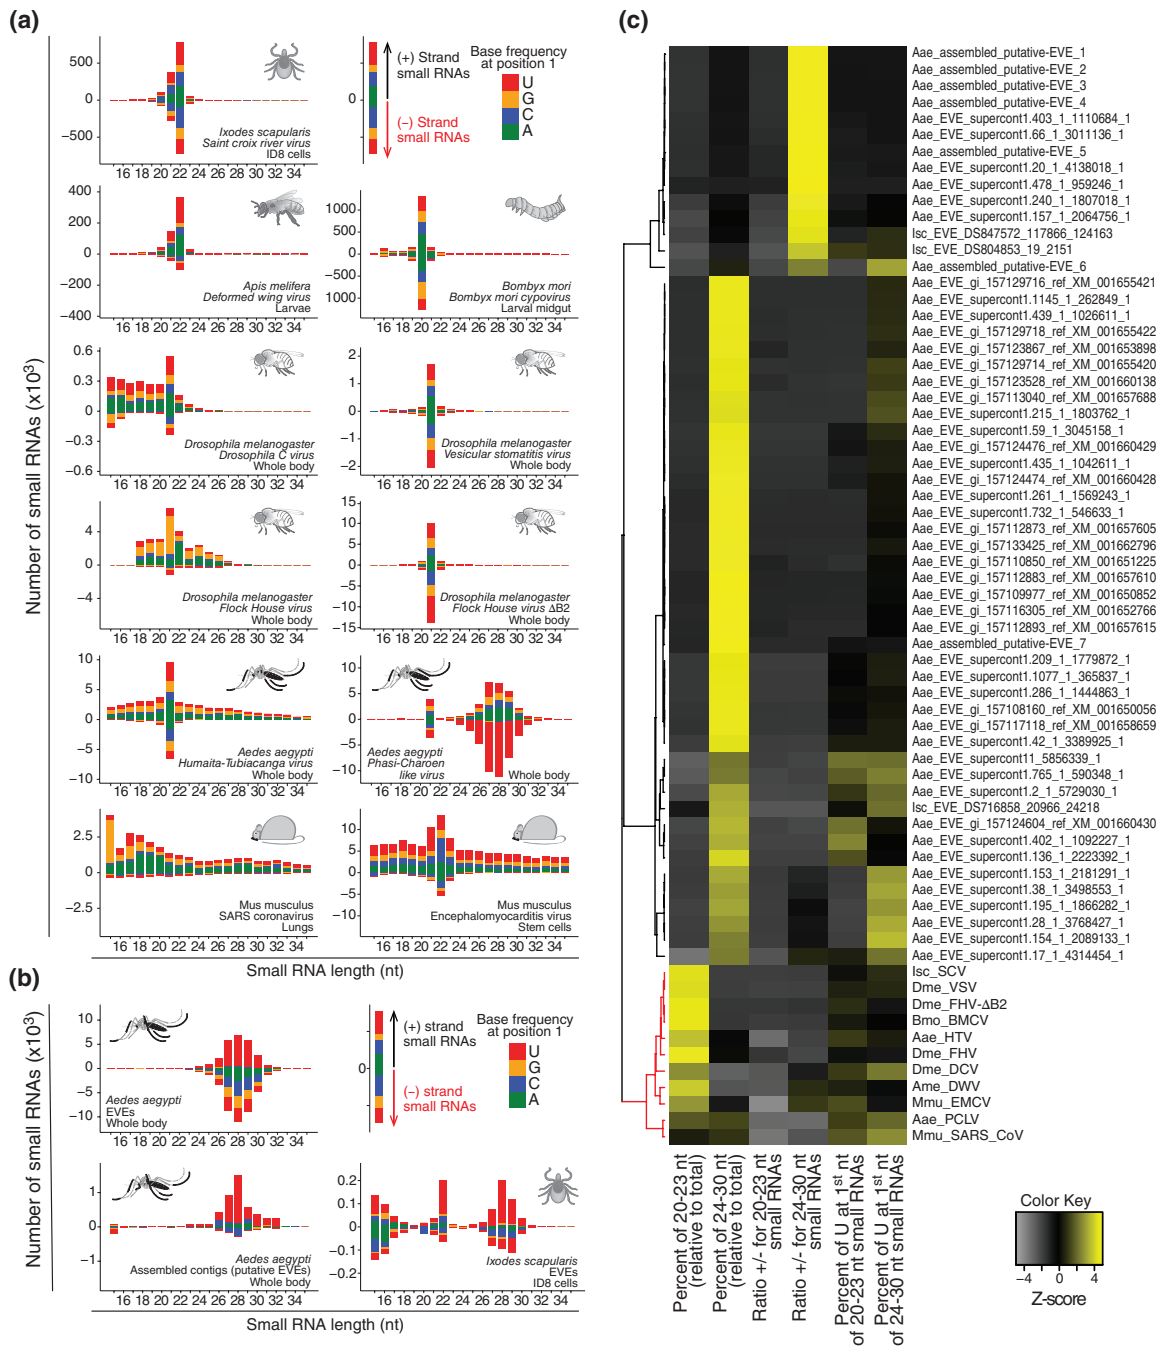 (a)
Number of small RNAs (x10³)
500
0
−500
Ixodes scapularis
Saint croix river virus
ID8 cells
16 18 20 22 24 26 28 30 32 34
0
(+) Strand
small RNAs
(−) Strand
small RNAs
Base frequency
at position 1
U
G
C
A
400
200
0
−200
−400
Apis melifera
Deformed wing virus
Larvae
16 18 20 22 24 26 28 30 32 34
1000
500
0
500
1000
Bombyx mori
Bombyx mori cypovirus
Larval midgut
16 18 20 22 24 26 28 30 32 34
0.6
0.3
0
−0.3
−0.6
Drosophila melanogaster
Drosophila C virus
Whole body
16 18 20 22 24 26 28 30 32 34
2
1
0
−1
−2
Drosophila melanogaster
Vesicular stomatitis virus
Whole body
16 18 20 22 24 26 28 30 32 34
4
0
−4
Drosophila melanogaster
Flock House virus
Whole body
16 18 20 22 24 26 28 30 32 34
15
10
5
0
−5
−10
−15
Drosophila melanogaster
Flock House virus ΔB2
Whole body
16 18 20 22 24 26 28 30 32 34
10
5
0
−5
−10
Aedes aegypti
Humaita-Tubiacanga virus
Whole body
16 18 20 22 24 26 28 30 32 34
10
5
0
−5
−10
Aedes aegypti
Phasi-Charoen
like virus
Whole body
16 18 20 22 24 26 28 30 32 34
2.5
0
−2.5
Mus musculus
SARS coronavirus
Lungs
16 18 20 22 24 26 28 30 32 34
10
5
0
−5
−10
Mus musculus
Encephalomyocarditis virus
Stem cells
16 18 20 22 24 26 28 30 32 34
Small RNA length (nt)
(b)
Number of small RNAs (x10³)
10
5
0
−5
−10
Aedes aegypti
EVEs
Whole body
16 18 20 22 24 26 28 30 32 34
0
(+) strand
small RNAs
(−) strand
small RNAs
Base frequency
at position 1
U
G
C
A
1
0
−1
Aedes aegypti
Assembled contigs (putative EVEs)
Whole body
16 18 20 22 24 26 28 30 32 34
0.2
0.1
0
−0.1
−0.2
Ixodes scapularis
EVEs
ID8 cells
16 18 20 22 24 26 28 30 32 34
Small RNA length (nt)
(c)
Aae_assembled_putative-EVE_1
Aae_assembled_putative-EVE_2
Aae_assembled_putative-EVE_3
Aae_assembled_putative-EVE_4
Aae_EVE_supercont1.403_1_1110684_1
Aae_EVE_supercont1.66_1_3011136_1
Aae_assembled_putative-EVE_5
Aae_EVE_supercont1.20_1_4138018_1
Aae_EVE_supercont1.478_1_959246_1
Aae_EVE_supercont1.240_1_1807018_1
Aae_EVE_supercont1.157_1_2064756_1
Isc_EVE_DS847572_117866_124163
Isc_EVE_DS804853_19_2151
Aae_assembled_putative-EVE_6
Aae_EVE_gi_157129716_ref_XM_001655421
Aae_EVE_supercont1.1145_1_262849_1
Aae_EVE_supercont1.439_1_1026611_1
Aae_EVE_gi_157129718_ref_XM_001655422
Aae_EVE_gi_157123867_ref_XM_001653898
Aae_EVE_gi_157129714_ref_XM_001655420
Aae_EVE_gi_157123528_ref_XM_001660138
Aae_EVE_gi_157113040_ref_XM_001657688
Aae_EVE_supercont1.215_1_1803762_1
Aae_EVE_supercont1.59_1_3045158_1
Aae_EVE_gi_157124476_ref_XM_001660429
Aae_EVE_supercont1.435_1_1042611_1
Aae_EVE_gi_157124474_ref_XM_001660428
Aae_EVE_supercont1.261_1_1569243_1
Aae_EVE_supercont1.732_1_546633_1
Aae_EVE_gi_157112873_ref_XM_001657605
Aae_EVE_gi_157133425_ref_XM_001662796
Aae_EVE_gi_157110850_ref_XM_001651225
Aae_EVE_gi_157112883_ref_XM_001657610
Aae_EVE_gi_157109977_ref_XM_001650852
Aae_EVE_gi_157116305_ref_XM_001652766
Aae_EVE_gi_157112893_ref_XM_001657615
Aae_assembled_putative-EVE_7
Aae_EVE_supercont1.209_1_1779872_1
Aae_EVE_supercont1.1077_1_365837_1
Aae_EVE_supercont1.286_1_1444863_1
Aae_EVE_gi_157108160_ref_XM_001650056
Aae_EVE_gi_157117118_ref_XM_001658659
Aae_EVE_supercont1.42_1_3389925_1
Aae_EVE_supercont11_5856339_1
Aae_EVE_supercont1.765_1_590348_1
Aae_EVE_supercont1.2_1_5729030_1
Isc_EVE_DS716858_20966_24218
Aae_EVE_gi_157124604_ref_XM_001660430
Aae_EVE_supercont1.402_1_1092227_1
Aae_EVE_supercont1.136_1_2223392_1
Aae_EVE_supercont1.153_1_2181291_1
Aae_EVE_supercont1.38_1_3498553_1
Aae_EVE_supercont1.195_1_1866282_1
Aae_EVE_supercont1.28_1_3768427_1
Aae_EVE_supercont1.154_1_2089133_1
Aae_EVE_supercont1.17_1_4314454_1
Isc_SCV
Dme_VSV
Dme_FHV-ΔB2
Bmo_BMCV
Aae_HTV
Dme_FHV
Dme_DCV
Ame_DWV
Mmu_EMCV
Aae_PCLV
Mmu_SARS_CoV
Percent of 20-23 nt
(relative to total)
Percent of 24-30 nt
(relative to total)
Ratio +/- for 20-23 nt
small RNAs
Ratio +/- for 24-30 nt
small RNAs
Percent of U at 1st nt
of 20-23 nt small RNAs
Percent of U at 1st nt
of 24-30 nt small RNAs
Color Key
−4 0 4
Z-score